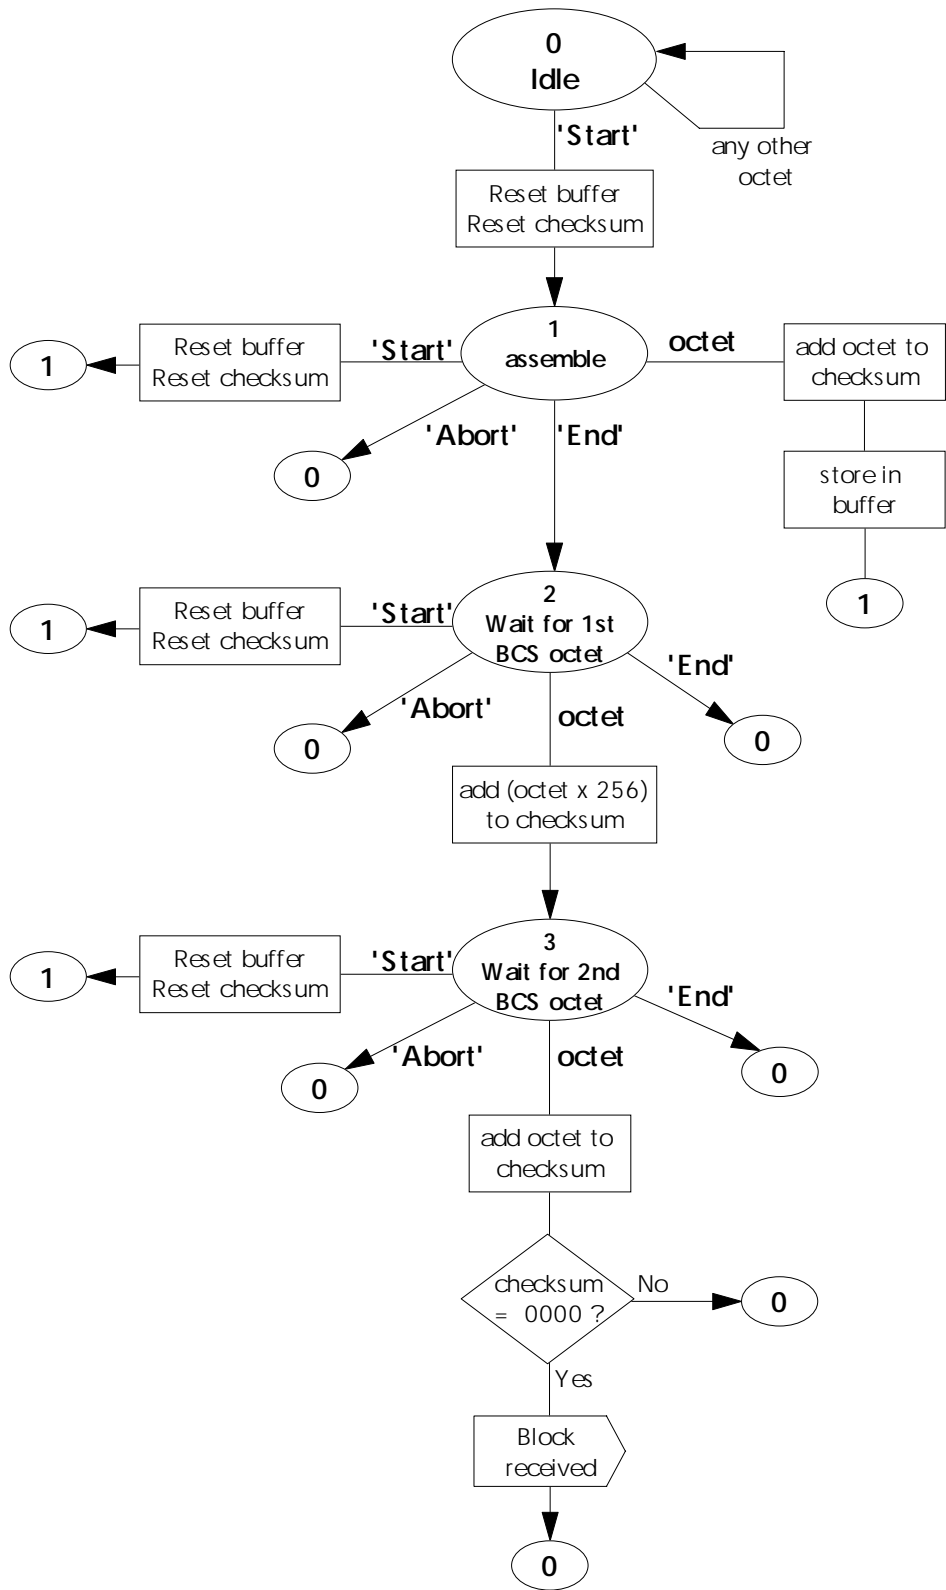 0
Idle
'Start'
any other
octet
Reset buffer
Reset checksum
1
assemble
'Start'
Reset buffer
Reset checksum
1
octet
add octet to
checksum
'Abort'
'End'
0
store in
buffer
1
2
Wait for 1st
BCS octet
'Start'
Reset buffer
Reset checksum
1
'End'
'Abort'
octet
0
0
add (octet x 256)
to checksum
3
Wait for 2nd
BCS octet
'Start'
Reset buffer
Reset checksum
1
'End'
'Abort'
octet
0
0
add octet to
checksum
checksum
= 0000 ?
No
0
Yes
Block
received
0